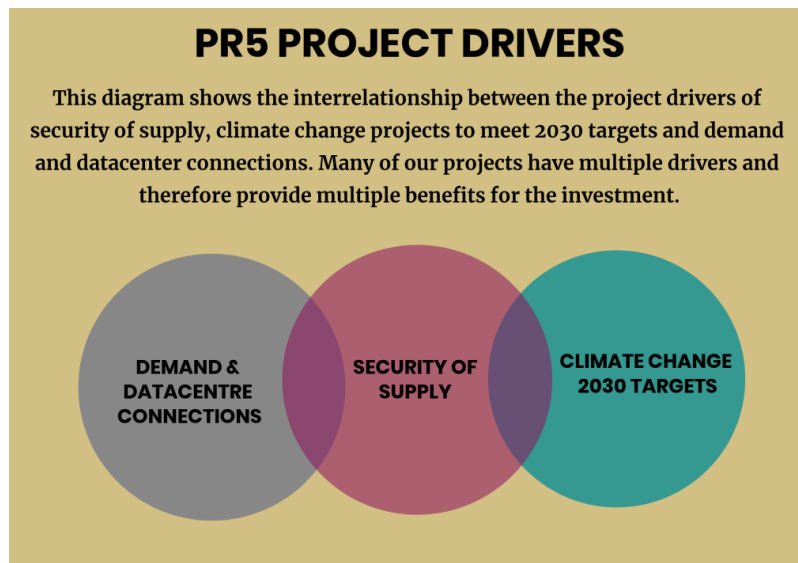 PR5 PROJECT DRIVERS
This diagram shows the interrelationship between the project drivers of
security of supply, climate change projects to meet 2030 targets and demand
and datacenter connections. Many of our projects have multiple drivers and
therefore provide multiple benefits for the investment.
DEMAND &
DATACENTRE
CONNECTIONS
SECURITY OF
SUPPLY
CLIMATE CHANGE
2030 TARGETS